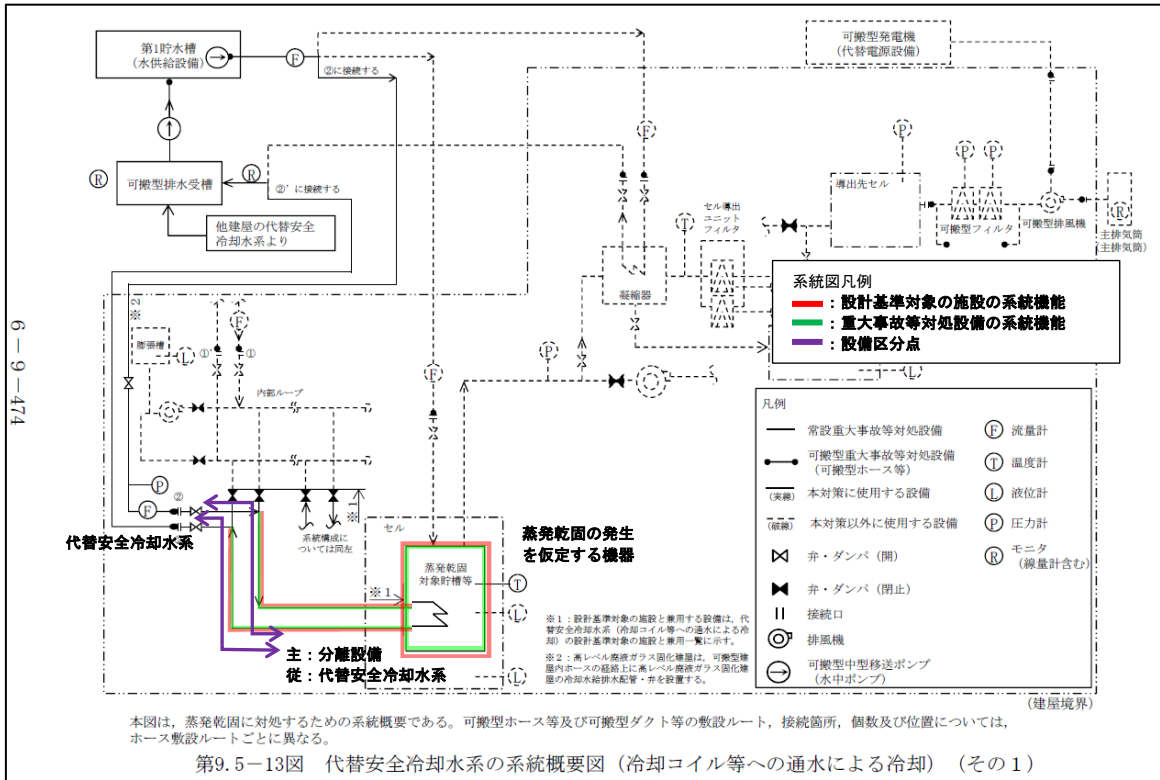 第1貯水槽
(水供給設備)
F
②に接続する
可搬型発電機
(代替電源設備)
F
P
P
P
R
可搬型排水受槽
R
②’に接続する
他建屋の代替安全
冷却水系より
導出先セル
セル導出
ユニット
フィルタ
T
可搬型フィルタ
可搬型排風機
R
主排気筒
(主排気筒)
凝縮器
系統図凡例
:設計基準対象の施設の系統機能
:重大事故等対処設備の系統機能
:設備区分点
※2
F
膨張槽
L
①’
①
P
F
L
内部ループ
6-9-474
凡例
常設重大事故等対処設備
可搬型重大事故等対処設備
(可搬型ホース等)
(実線)
本対策に使用する設備
(破線)
本対策以外に使用する設備
弁・ダンパ(開)
弁・ダンパ(閉止)
接続口
排風機
可搬型中型移送ポンプ
(水中ポンプ)
F
流量計
T
温度計
L
液位計
P
圧力計
R
モニタ
(線量計含む)
P
F
②
代替安全冷却水系
系統構成に
ついては同左
※1
セル
蒸発乾固の発生
を仮定する機器
蒸発乾固
対象貯槽等
T
※1
L
L
主:分離設備
従:代替安全冷却水系
※1:設計基準対象の施設と兼用する設備は、代
替安全冷却水系(冷却コイル等への通水による冷
却)の設計基準対象の施設と兼用一覧に示す。
※2:高レベル廃液ガラス固化建屋は、可搬型建
屋内ホースの経路上に高レベル廃液ガラス固化建
屋の冷却水給排水配管・弁を設置する。
(建屋境界)
本図は,蒸発乾固に対処するための系統概要である。可搬型ホース等及び可搬型ダクト等の敷設ルート,接続箇所,個数及び位置については,
ホース敷設ルートごとに異なる。
第9.5-13図 代替安全冷却水系の系統概要図(冷却コイル等への通水による冷却)(その1)